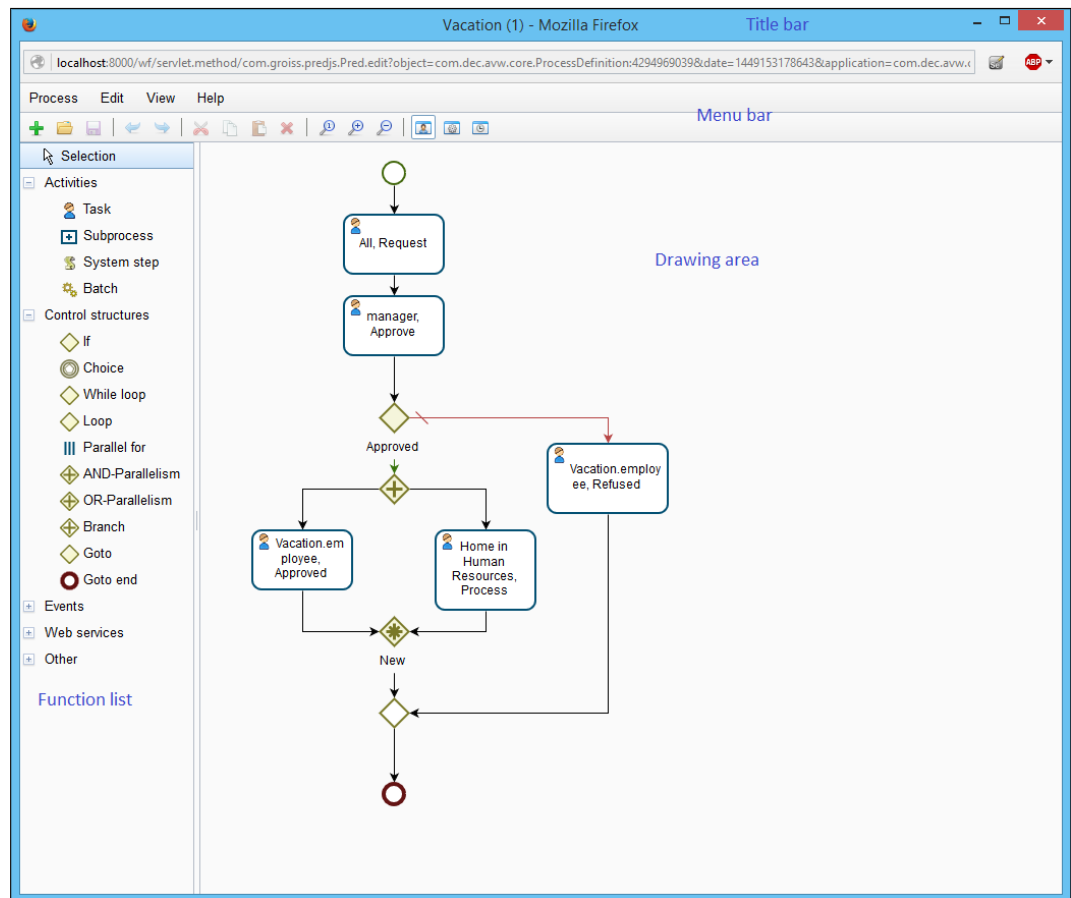 Vacation (1) - Mozilla Firefox
Title bar
localhost:8000/wf/servlet.method/com.groiss.predjs.Pred.edit?object=com.dec.avw.core.ProcessDefinition:4294969039&date=1449153178643&application=com.dec.avw.c
ABP
Process Edit View Help
Menu bar
Selection
Activities
Task
Subprocess
System step
Batch
Control structures
If
Choice
While loop
Loop
Parallel for
AND-Parallelism
OR-Parallelism
Branch
Goto
Goto end
Events
Web services
Other
Function list
All, Request
Drawing area
manager,
Approve
Approved
Vacation.employ
ee, Refused
Vacation.em
ployee,
Approved
Home in
Human
Resources,
Process
New